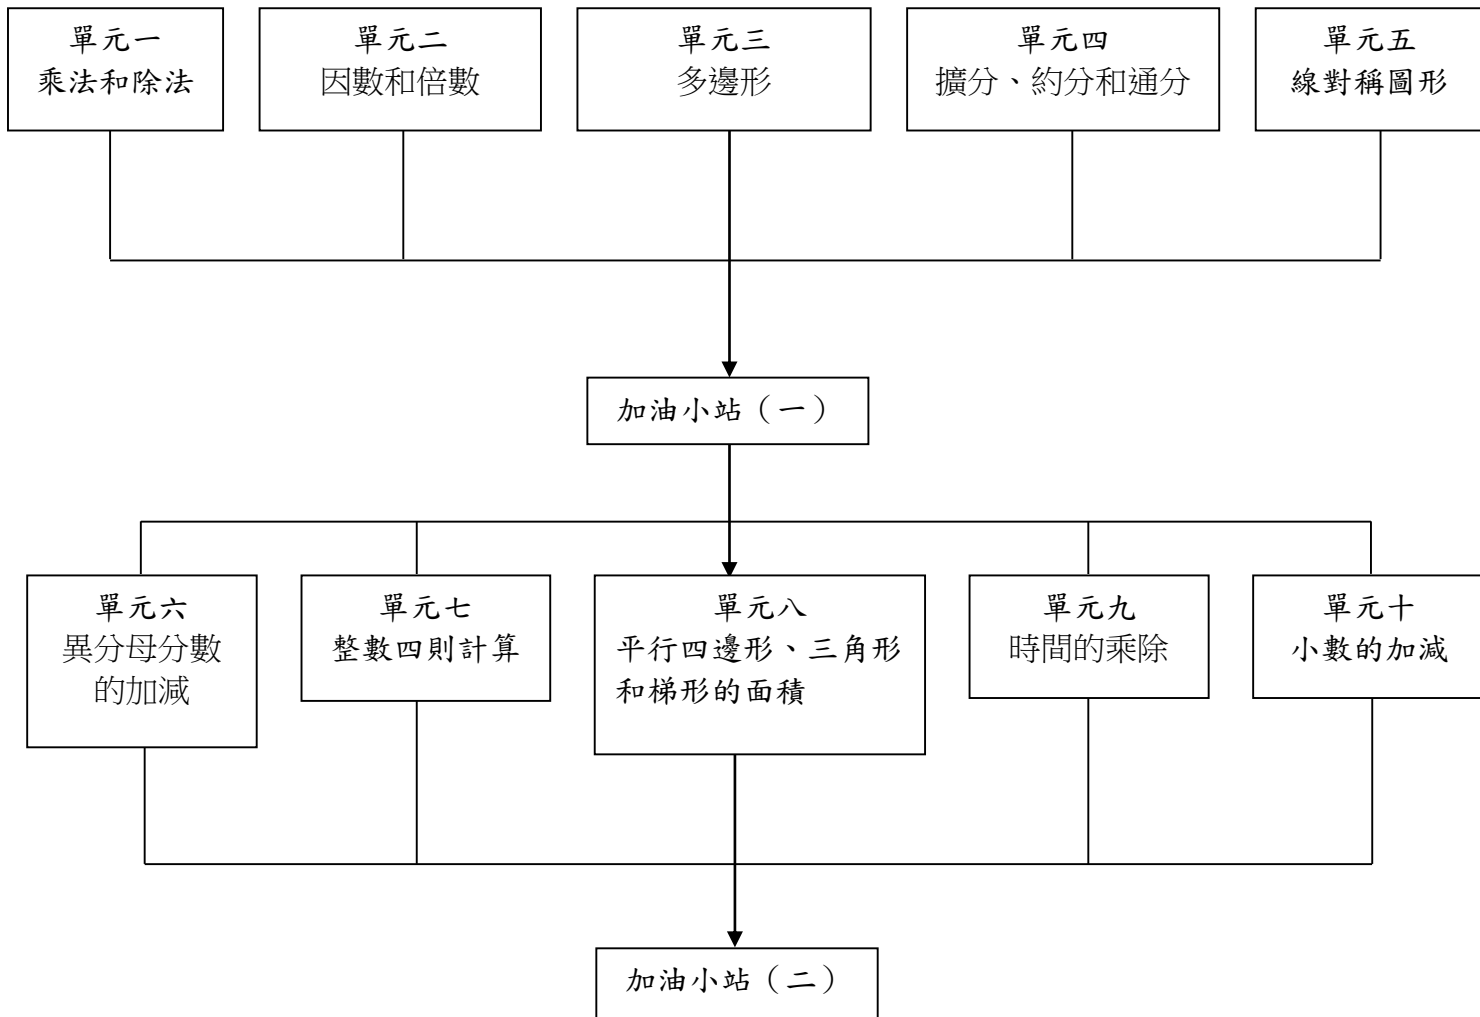 單元一
乘法和除法
單元二
因數和倍數
單元三
多邊形
單元四
擴分、約分和通分
單元五
線對稱圖形
加油小站（一）
單元六
異分母分數
的加減
單元七
整數四則計算
單元八
平行四邊形、三角形
和梯形的面積
單元九
時間的乘除
單元十
小數的加減
加油小站（二）